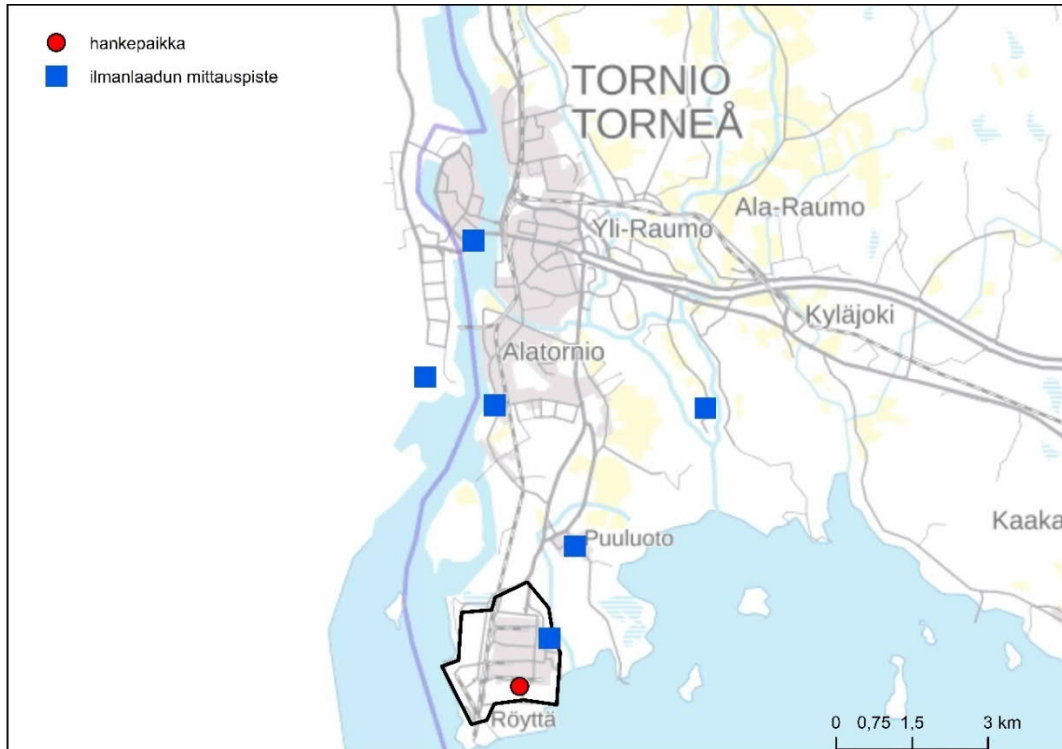 hankepaikka
ilmanlaadun mittauspiste
TORNIO
TORNEÅ
Ala-Raumo
Yli-Raumo
Kyläjoki
Alatornio
Kaaka
Puuluoto
Röyttä
0 0,75 1,5 3 km